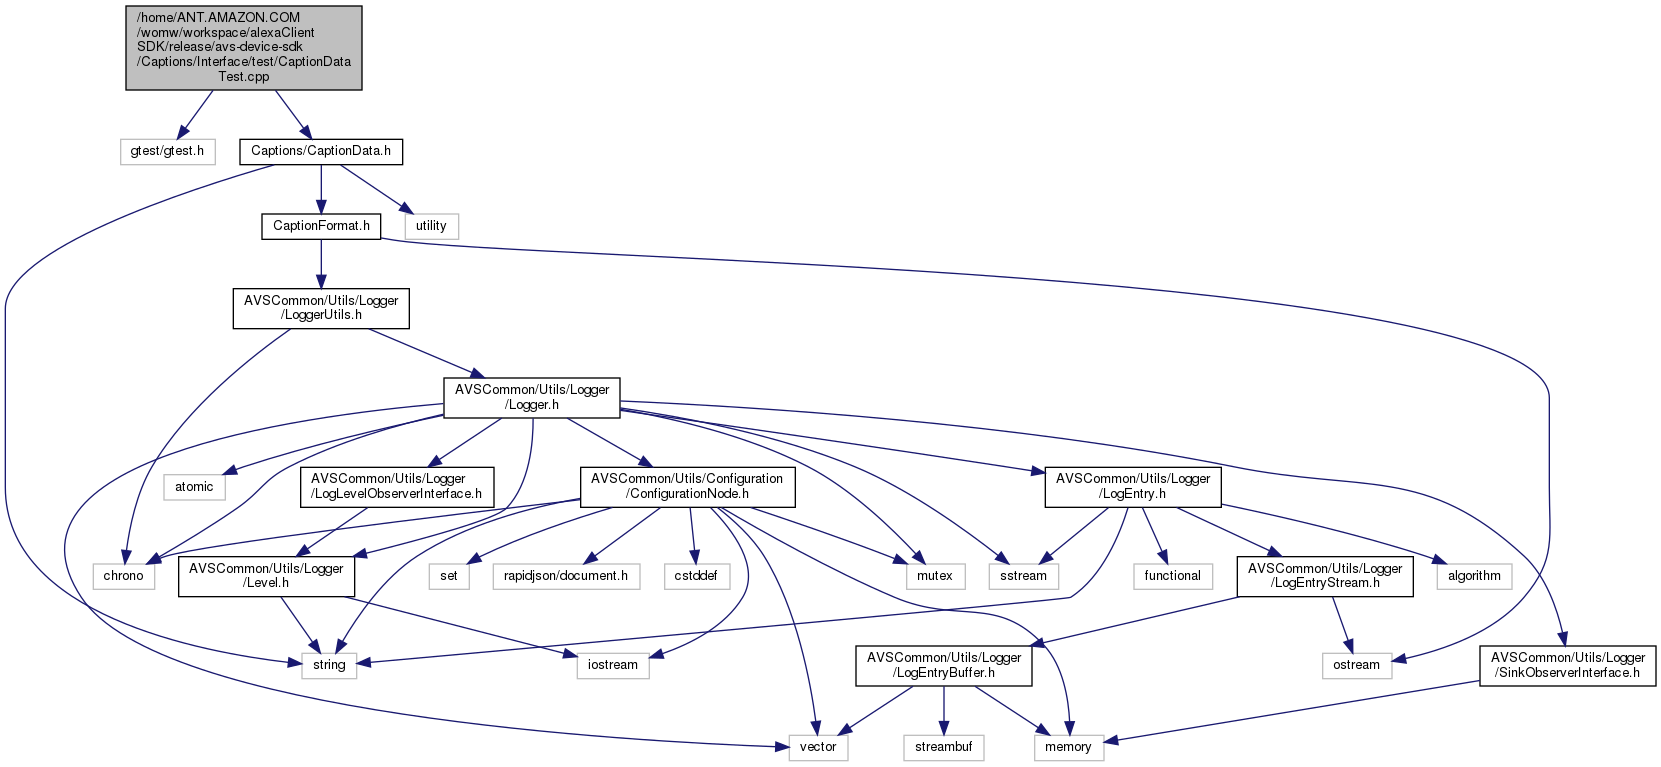 /home/ANT.AMAZON.COM
/womw/workspace/alexaClient
SDK/release/avs-device-sdk
/Captions/Interface/test/CaptionData
Test.cpp
gtest/gtest.h
Captions/CaptionData.h
CaptionFormat.h
utility
AVSCommon/Utils/Logger
/LoggerUtils.h
AVSCommon/Utils/Logger
/Logger.h
atomic
AVSCommon/Utils/Logger
/LogLevelObserverInterface.h
AVSCommon/Utils/Configuration
/ConfigurationNode.h
AVSCommon/Utils/Logger
/LogEntry.h
chrono
AVSCommon/Utils/Logger
/Level.h
set
rapidjson/document.h
cstddef
mutex
sstream
functional
AVSCommon/Utils/Logger
/LogEntryStream.h
algorithm
string
iostream
AVSCommon/Utils/Logger
/LogEntryBuffer.h
ostream
AVSCommon/Utils/Logger
/SinkObserverInterface.h
vector
streambuf
memory